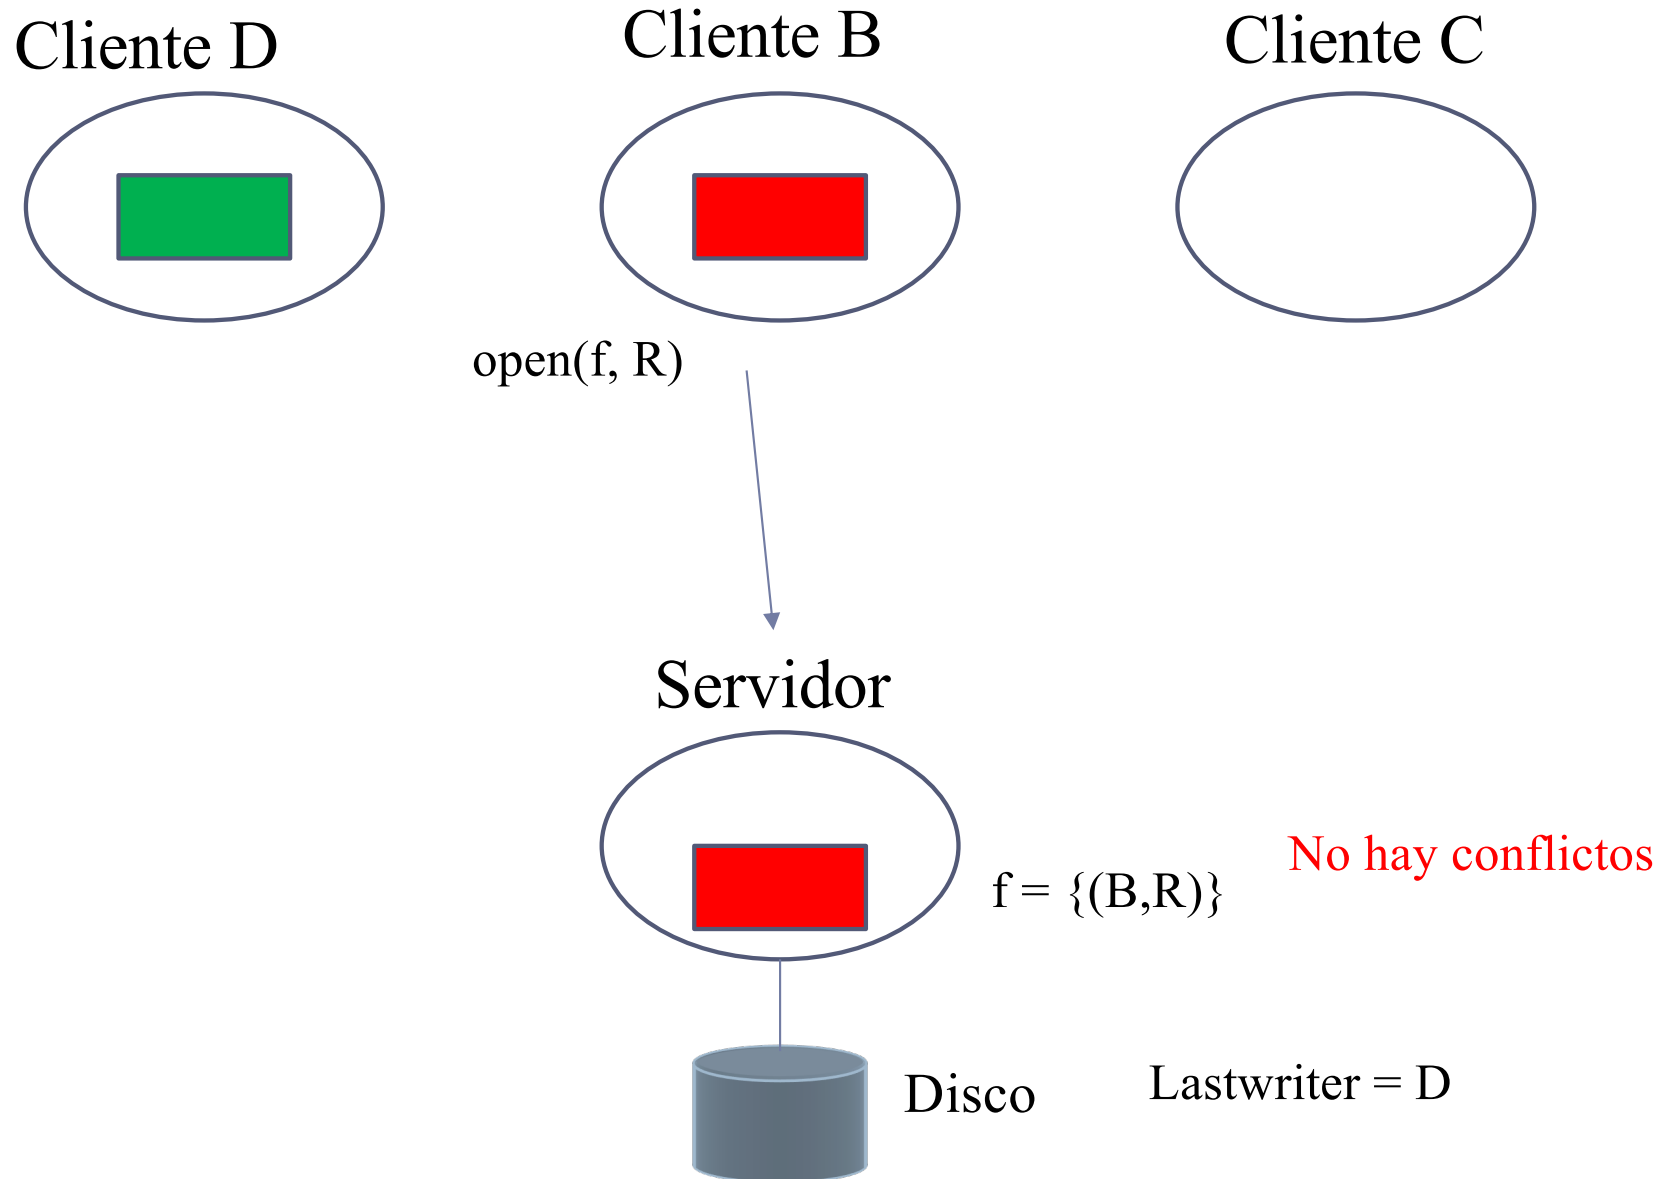 Cliente D
Cliente B
Cliente C
open(f, R)
Servidor
No hay conflictos
f = {(B,R)}
Disco
Lastwriter = D